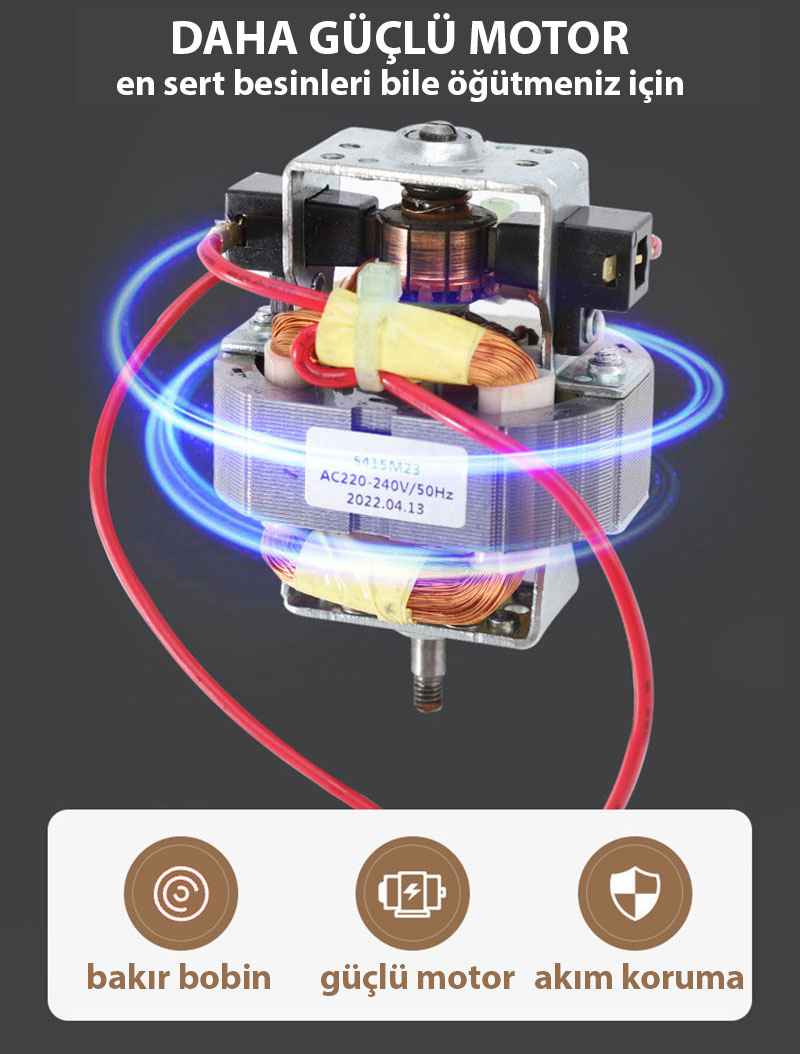 DAHA GÜÇLÜ MOTOR
en sert besinleri bile öğütmeniz için
5415M23
AC220-240V/50Hz
2022.04.13
bakır bobin
güçlü motor
akım koruma